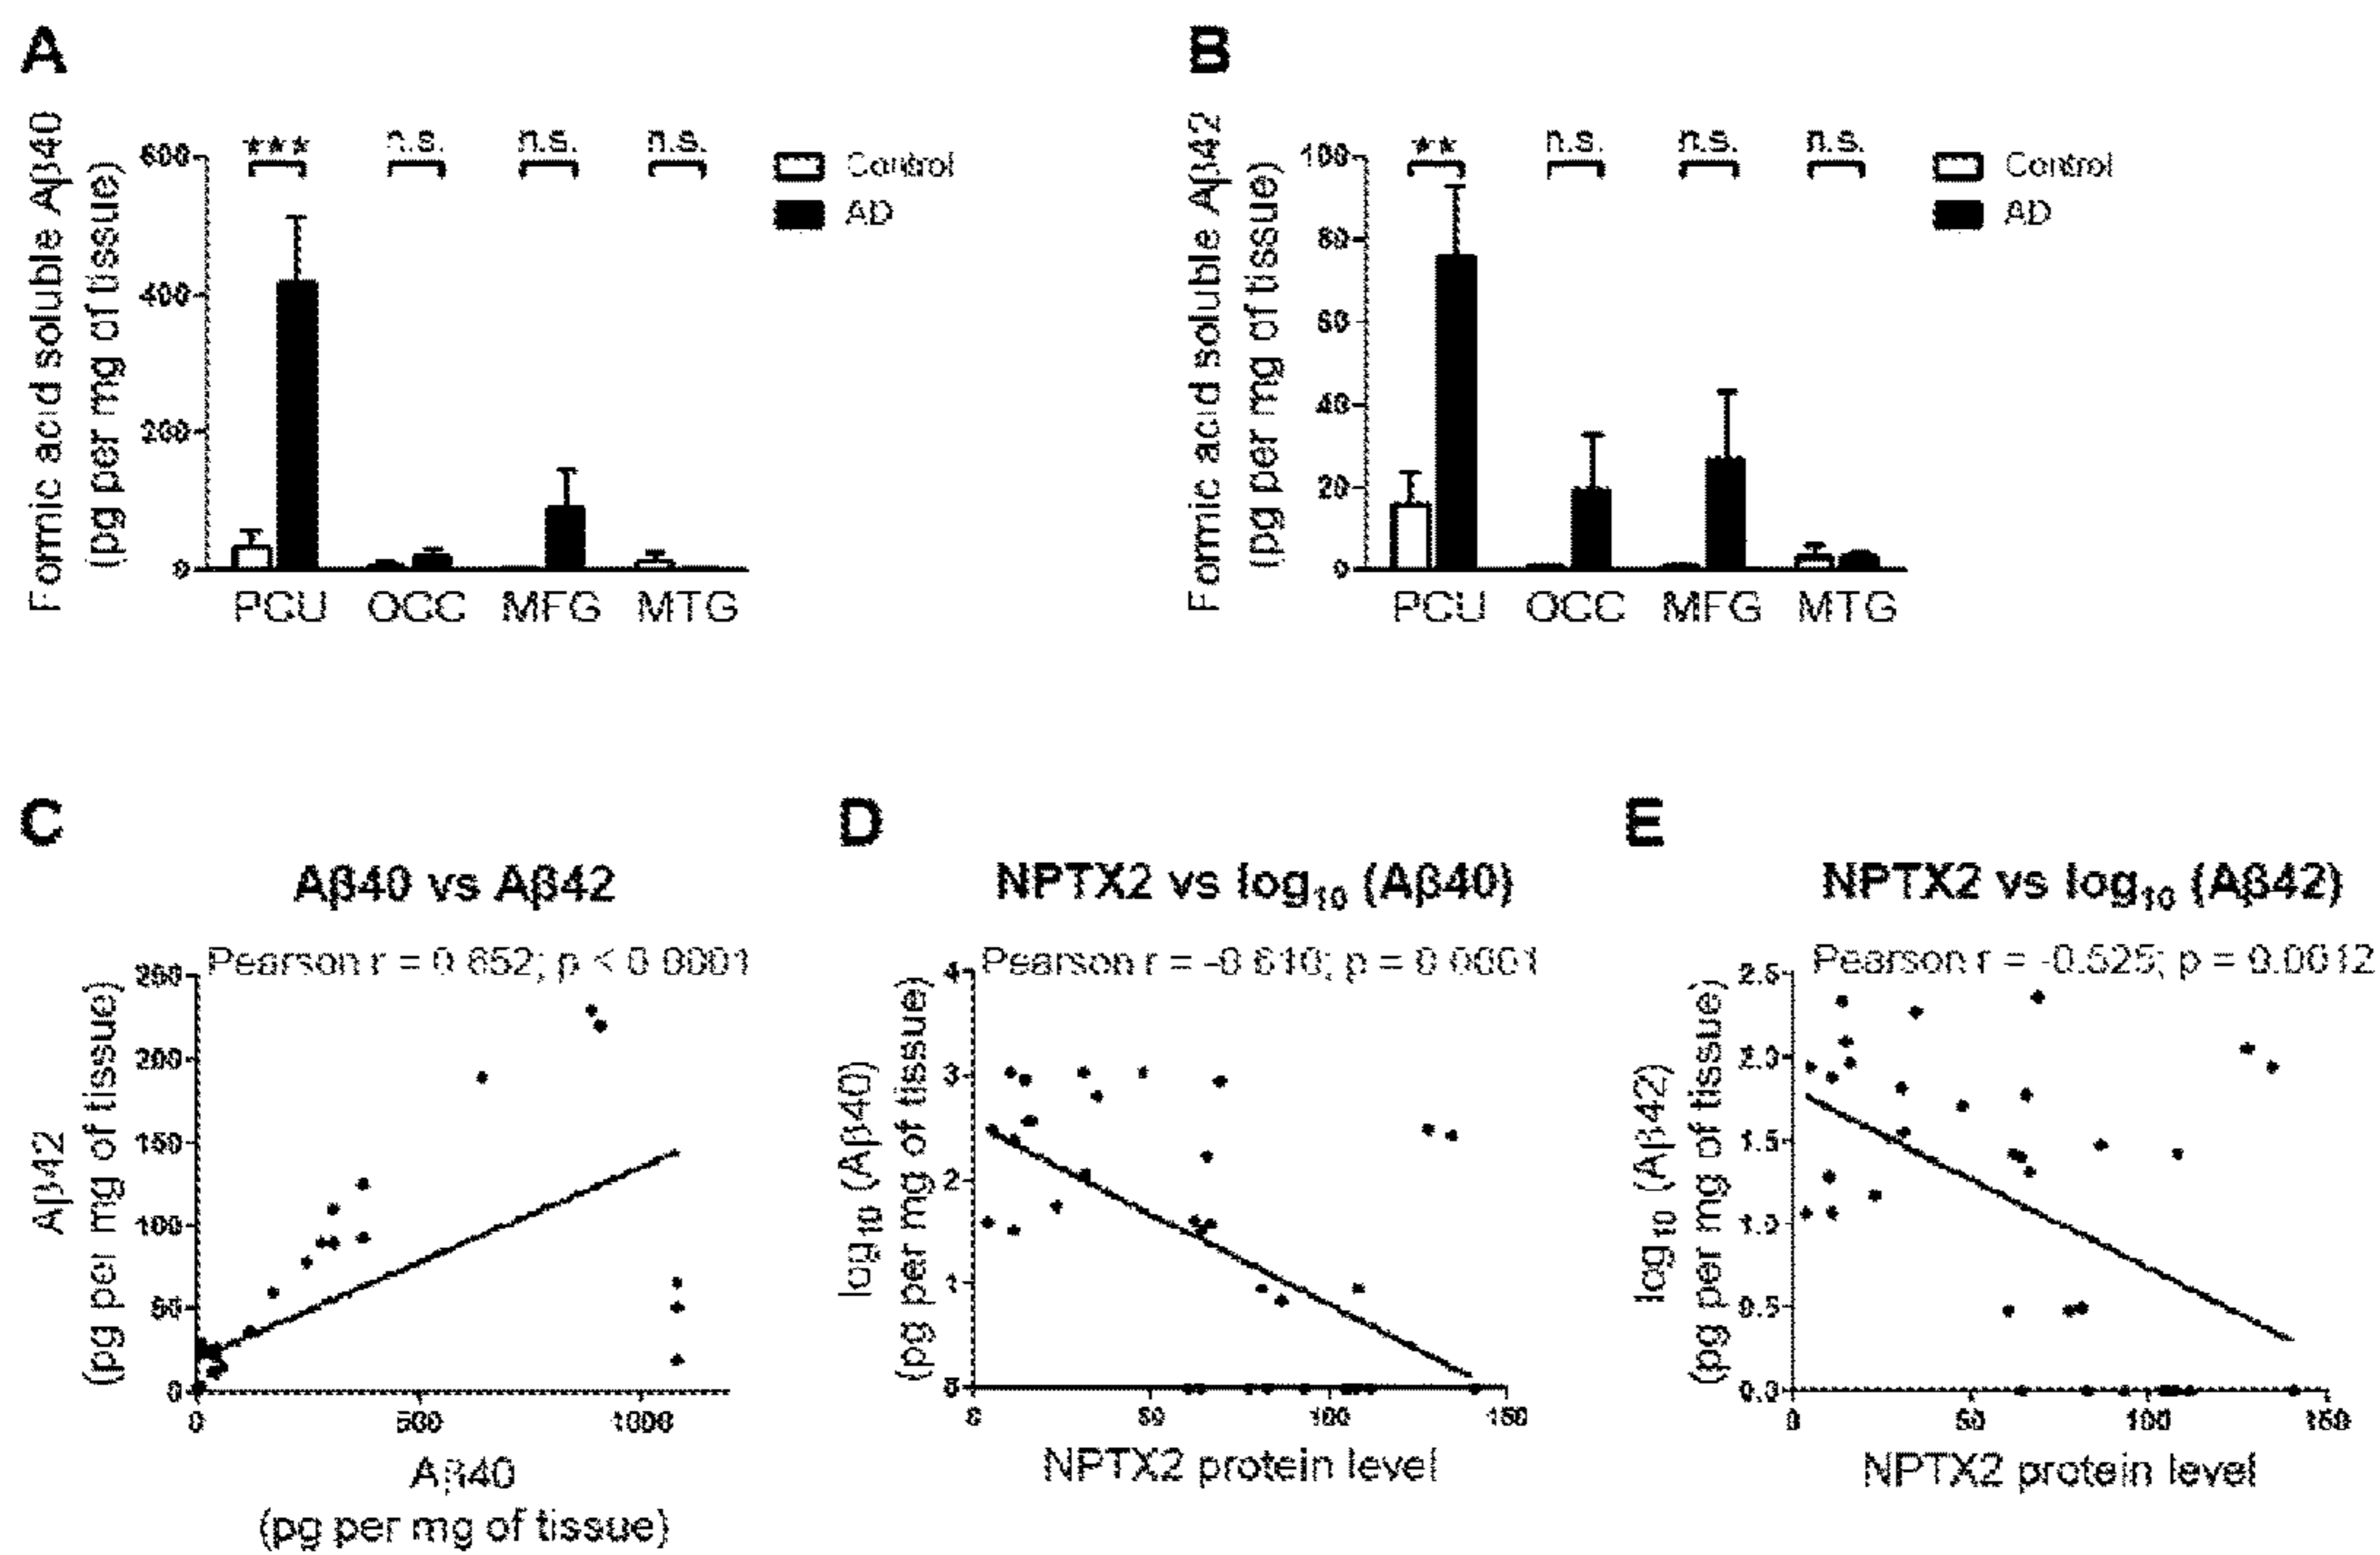 A
Formic acid soluble Aβ40
(pg per mg of tissue)
600
400
200
0
***
n.s.
n.s.
n.s.
Control
AD
PCU
OCC
MFG
MTG
B
Formic acid soluble Aβ42
(pg per mg of tissue)
100
80
60
40
20
0
**
n.s.
n.s.
n.s.
Control
AD
PCU
OCC
MFG
MTG
C
Aβ40 vs Aβ42
Pearson r = 0.652; p < 0.0001
Aβ42
(pg per mg of tissue)
250
200
150
100
50
0
0
500
1000
Aβ40
(pg per mg of tissue)
D
NPTX2 vs log10 (Aβ40)
Pearson r = -0.610; p = 0.0001
log10 (Aβ40)
(pg per mg of tissue)
4
3
2
1
0
0
50
100
150
NPTX2 protein level
E
NPTX2 vs log10 (Aβ42)
Pearson r = -0.525; p = 0.0012
log10 (Aβ42)
(pg per mg of tissue)
2.5
2.0
1.5
1.0
0.5
0.0
0
50
100
150
NPTX2 protein level